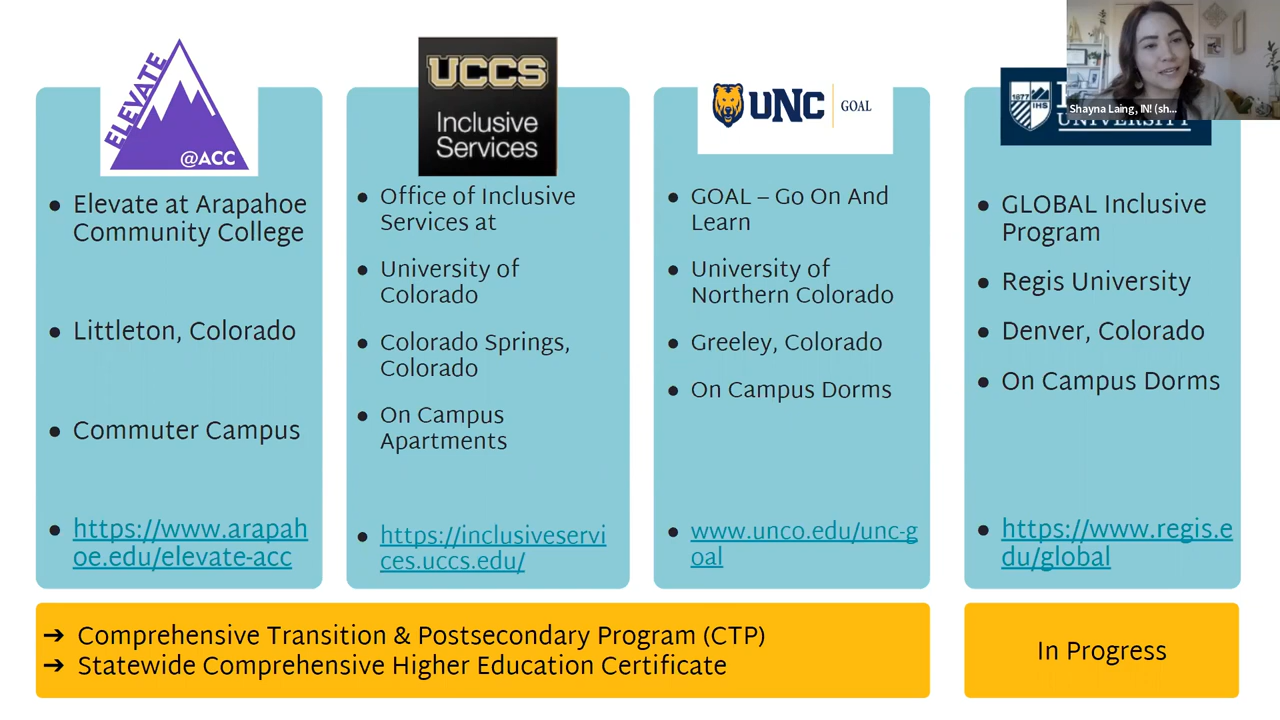 ELEVATE
@ACC
● Elevate at Arapahoe
Community College
● Littleton, Colorado
● Commuter Campus
● https://www.arapah
oe.edu/elevate-acc
UCCS
Inclusive
Services
● Office of Inclusive
Services at
● University of
Colorado
● Colorado Springs,
Colorado
● On Campus
Apartments
● https://inclusiveservi
ces.uccs.edu/
UNC GOAL
● GOAL – Go On And
Learn
● University of
Northern Colorado
● Greeley, Colorado
● On Campus Dorms
● www.unco.edu/unc-g
oal
1877
IHS
UNIVERSITY
Shayna Laing, IN! (sh...
● GLOBAL Inclusive
Program
● Regis University
● Denver, Colorado
● On Campus Dorms
● https://www.regis.e
du/global
➔ Comprehensive Transition & Postsecondary Program (CTP)
➔ Statewide Comprehensive Higher Education Certificate
In Progress